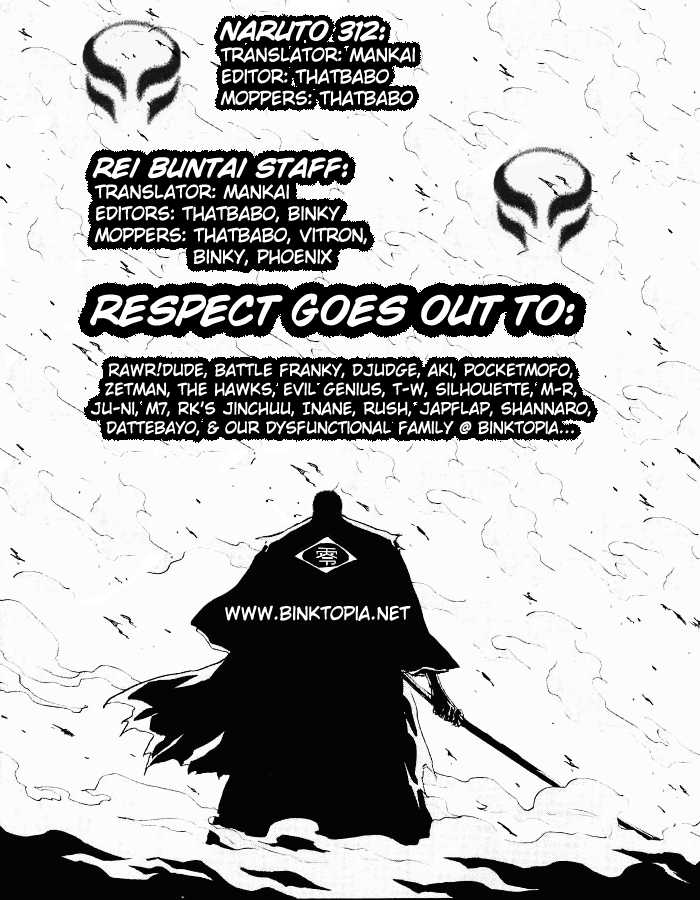 NARUTO 312:
TRANSLATOR: MANKAI
EDITOR: THATBABO
MOPPERS: THATBABO
REI BUNTAI STAFF:
TRANSLATOR: MANKAI
EDITORS: THATBABO, BINKY
MOPPERS: THATBABO, VITRON,
BINKY, PHOENIX
RESPECT GOES OUT TO:
RAWR!DUDE, BATTLE FRANKY, DJUDGE, AKI, POCKETMOFO,
ZETMAN, THE HAWKS, EVIL GENIUS, T-W, SILHOUETTE, M-R,
JU-NI, M7, RK'S JINCHUU, INANE, RUSH, JAPFLAP, SHANNARO,
DATTEBAYO, & OUR DYSFUNCTIONAL FAMILY @ BINKTOPIA...
零
WWW.BINKTOPIA.NET